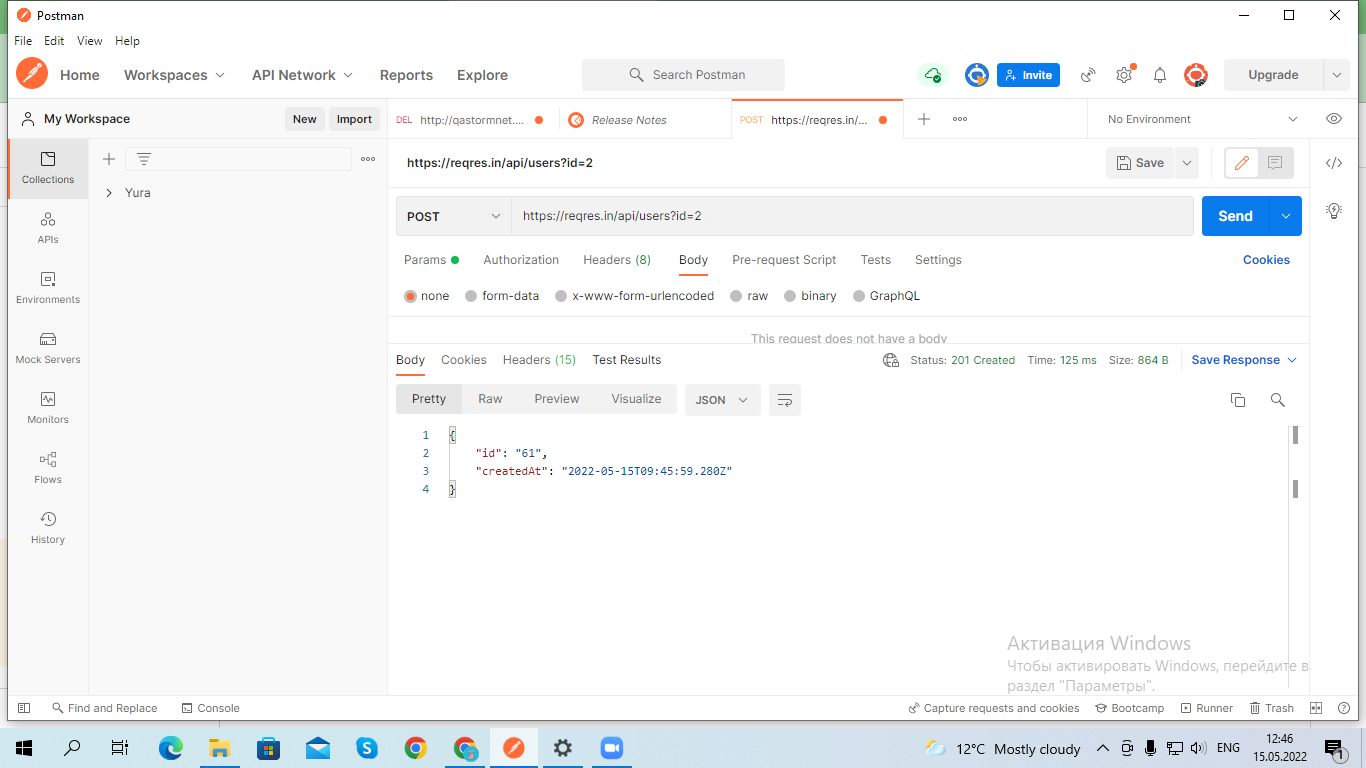 Postman
File Edit View Help
Home Workspaces API Network Reports Explore Search Postman Invite Upgrade
My Workspace New Import DEL http://qastormnet.... Release Notes POST https://reqres.in/... No Environment
https://reqres.in/api/users?id=2 Save
Collections
Yura
POST https://reqres.in/api/users?id=2 Send
APIs
Params Authorization Headers (8) Body Pre-request Script Tests Settings Cookies
none form-data x-www-form-urlencoded raw binary GraphQL
Environments
This request does not have a body
Mock Servers
Body Cookies Headers (15) Test Results Status: 201 Created Time: 125 ms Size: 864 B Save Response
Pretty Raw Preview Visualize JSON
Monitors
1 {
2 "id": "61",
3 "createdAt": "2022-05-15T09:45:59.280Z"
4 }
Flows
History
Активация Windows
Чтобы активировать Windows, перейдите в
раздел "Параметры".
Find and Replace Console Capture requests and cookies Bootcamp Runner Trash
12°C Mostly cloudy ENG 12:46
15.05.2022
1